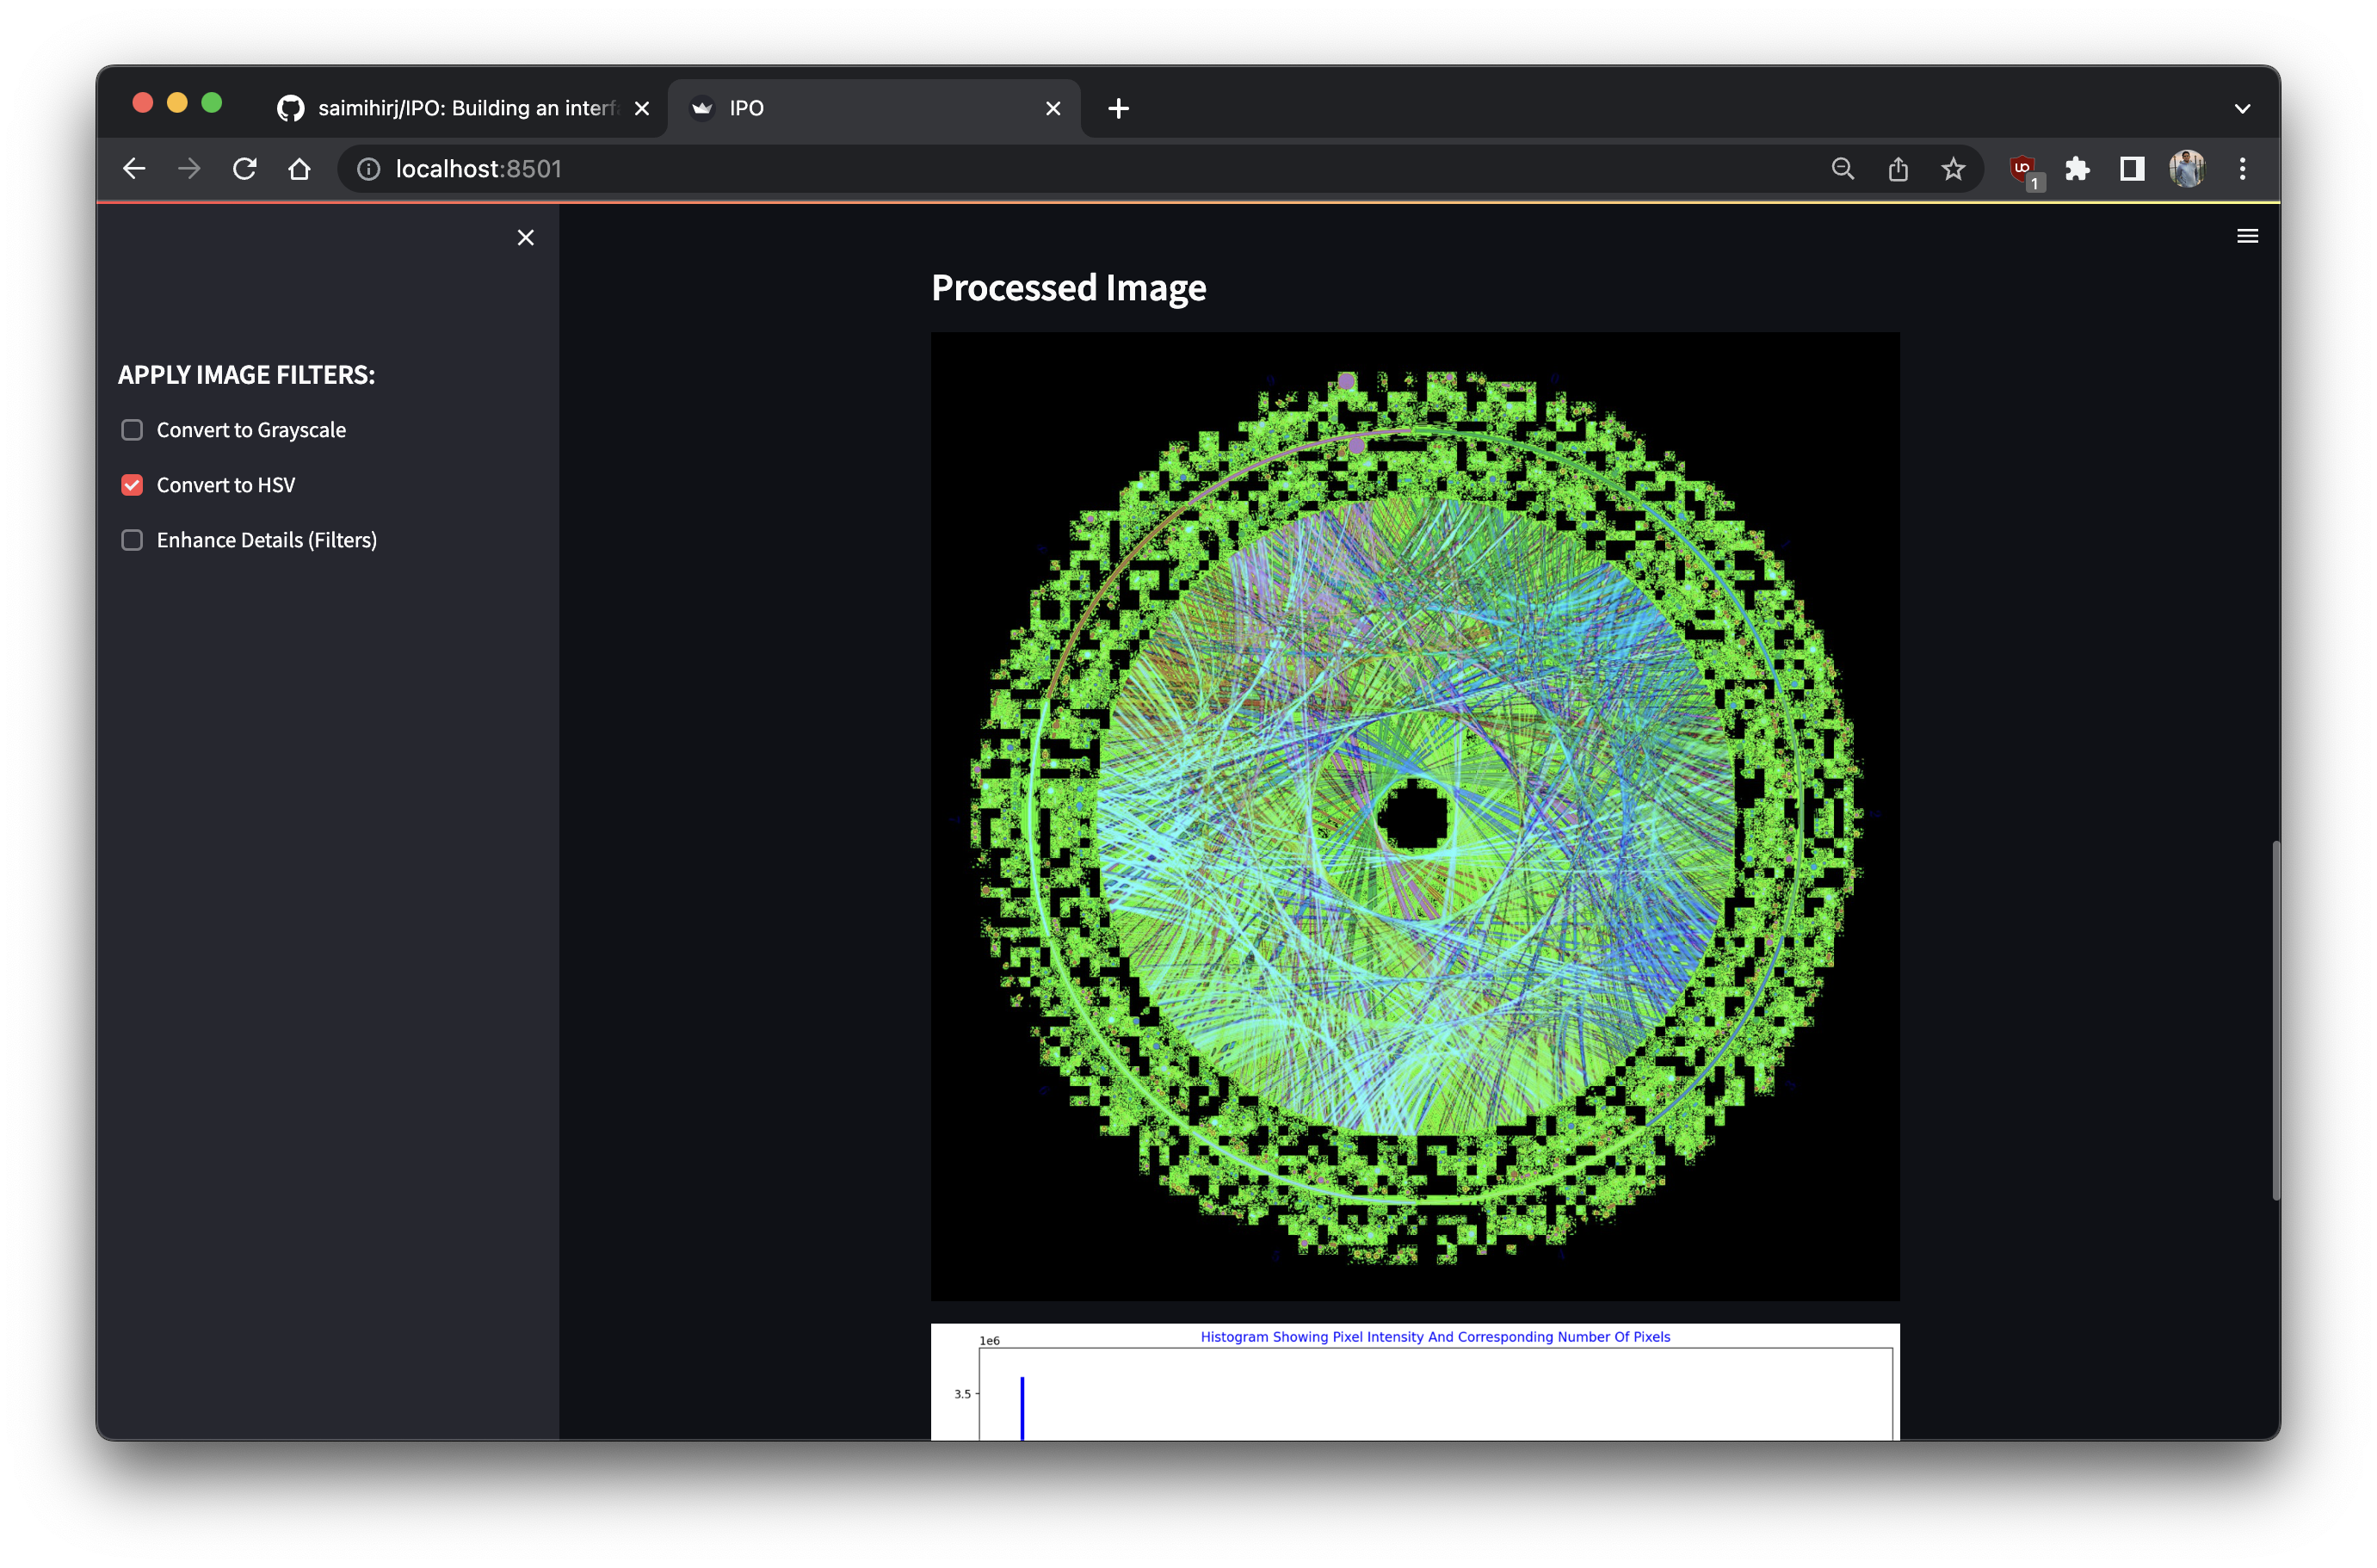 saimihirj/IPO: Building an interf
IPO
localhost:8501
1
Processed Image
APPLY IMAGE FILTERS:
Convert to Grayscale
Convert to HSV
Enhance Details (Filters)
Histogram Showing Pixel Intensity And Corresponding Number Of Pixels
1e6
3.5